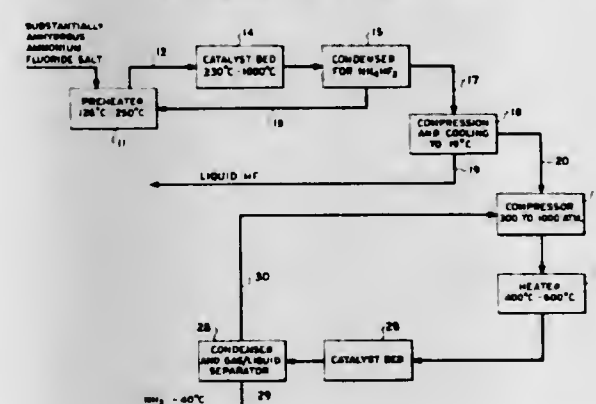 SUBSTANTIALLY
ANHYDROUS
AMMONIUM
FLUORIDE SALT
12
14
CATALYST BED
230°C - 1000°C
15
CONDENSER
FOR NH4HF2
17
PREHEATER
126°C 250°C
11
COMPRESSION
AND COOLING
TO 19°C
18
19
LIQUID HF
20
COMPRESSOR
300 TO 1000 ATM.
30
HEATER
400°C - 600°C
28
CONDENSER
AND GAS/LIQUID
SEPARATOR
CATALYST BED
29
NH3 - 40°C